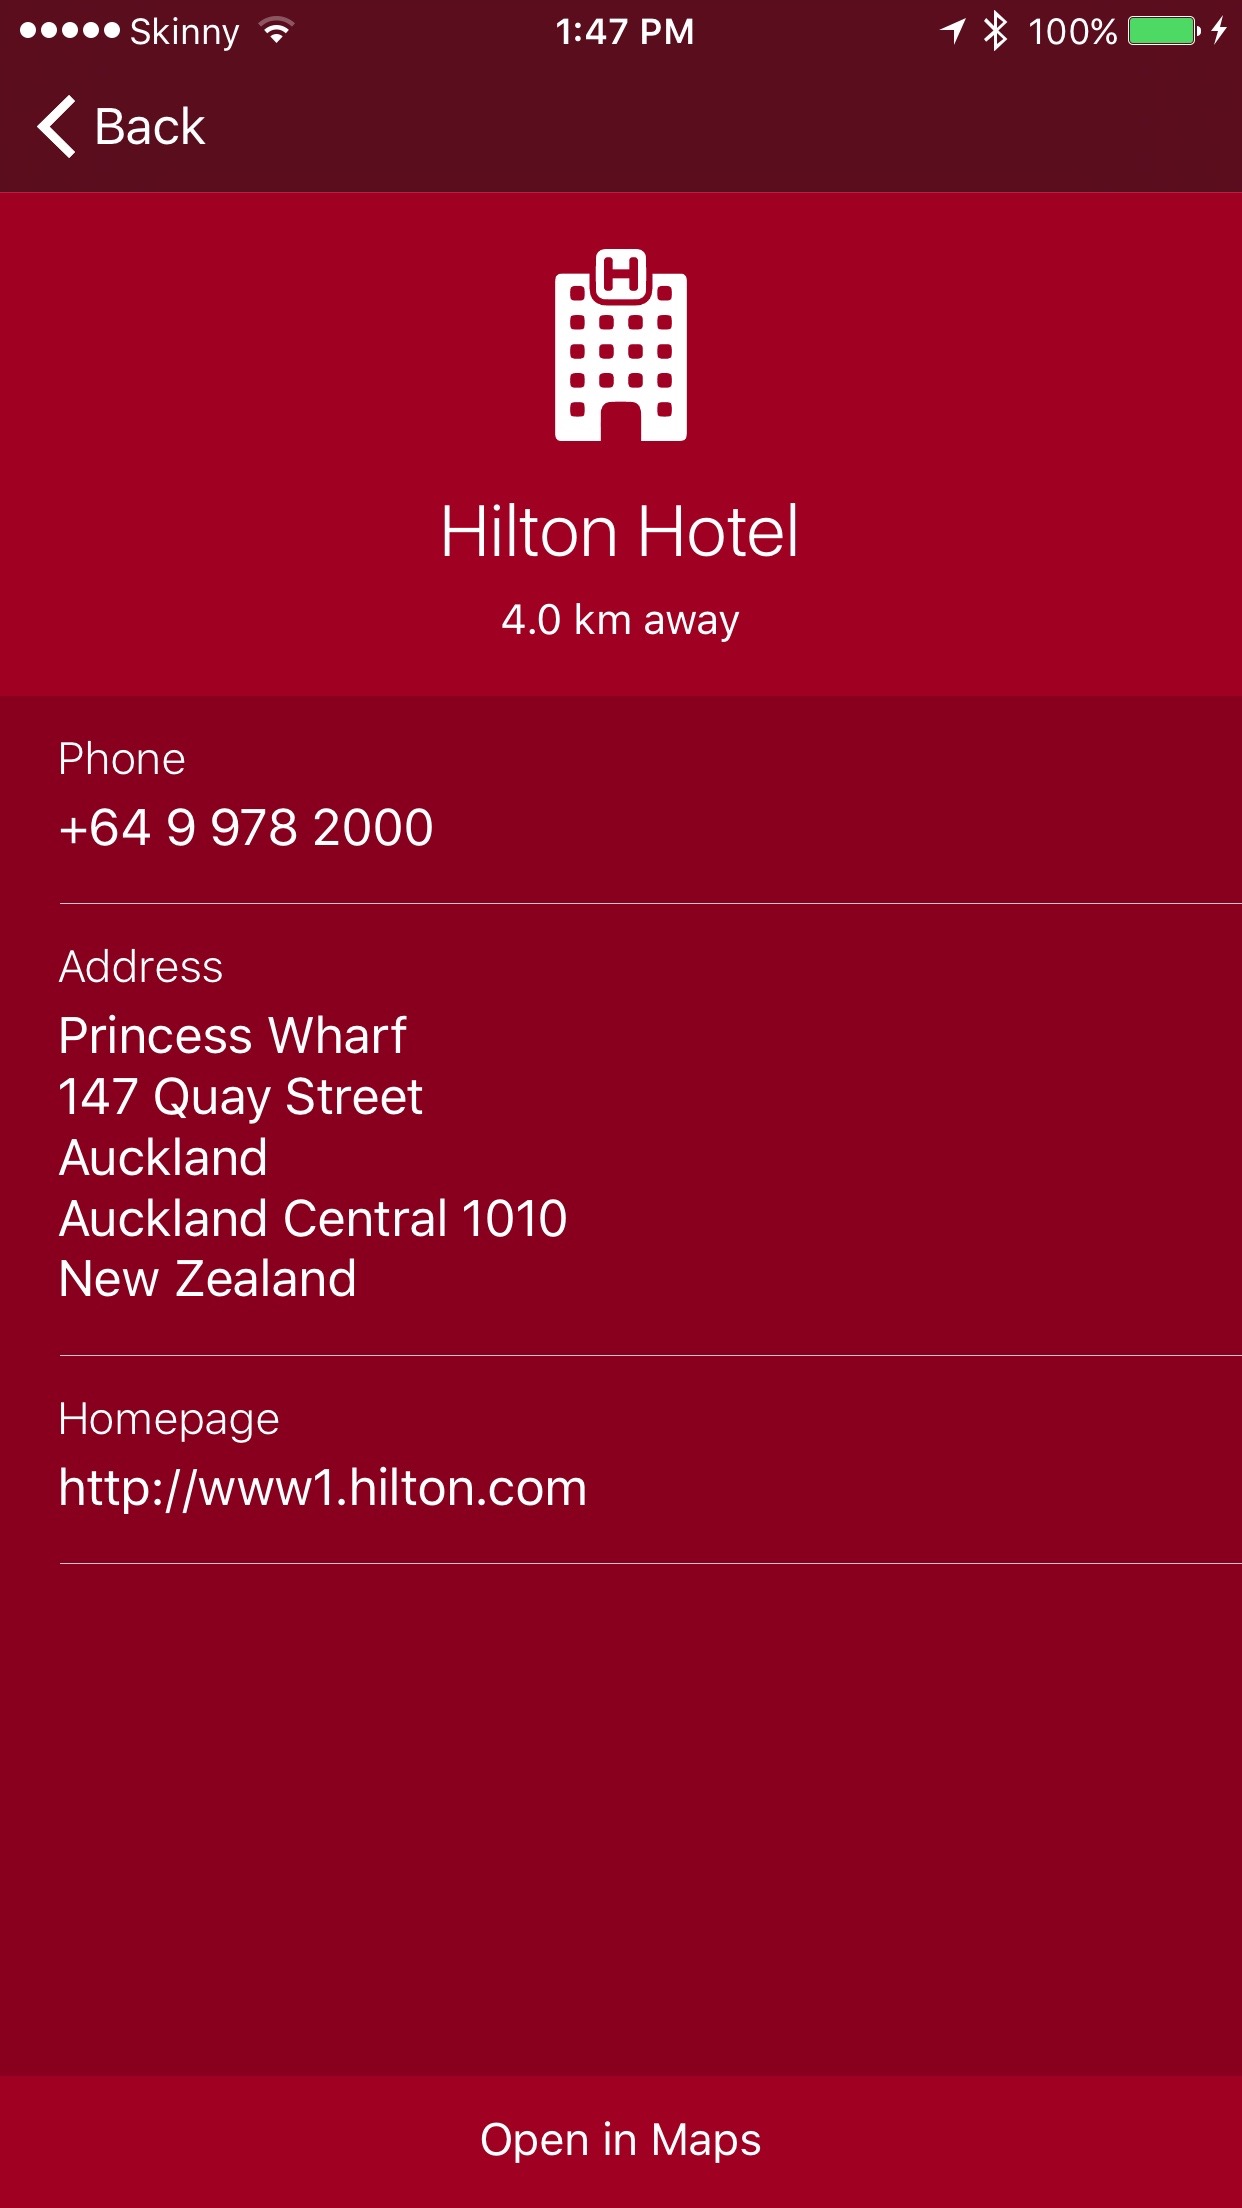 Skinny 1:47 PM 100%
Back
H
Hilton Hotel
4.0 km away
Phone
+64 9 978 2000
Address
Princess Wharf
147 Quay Street
Auckland
Auckland Central 1010
New Zealand
Homepage
http://www1.hilton.com
Open in Maps